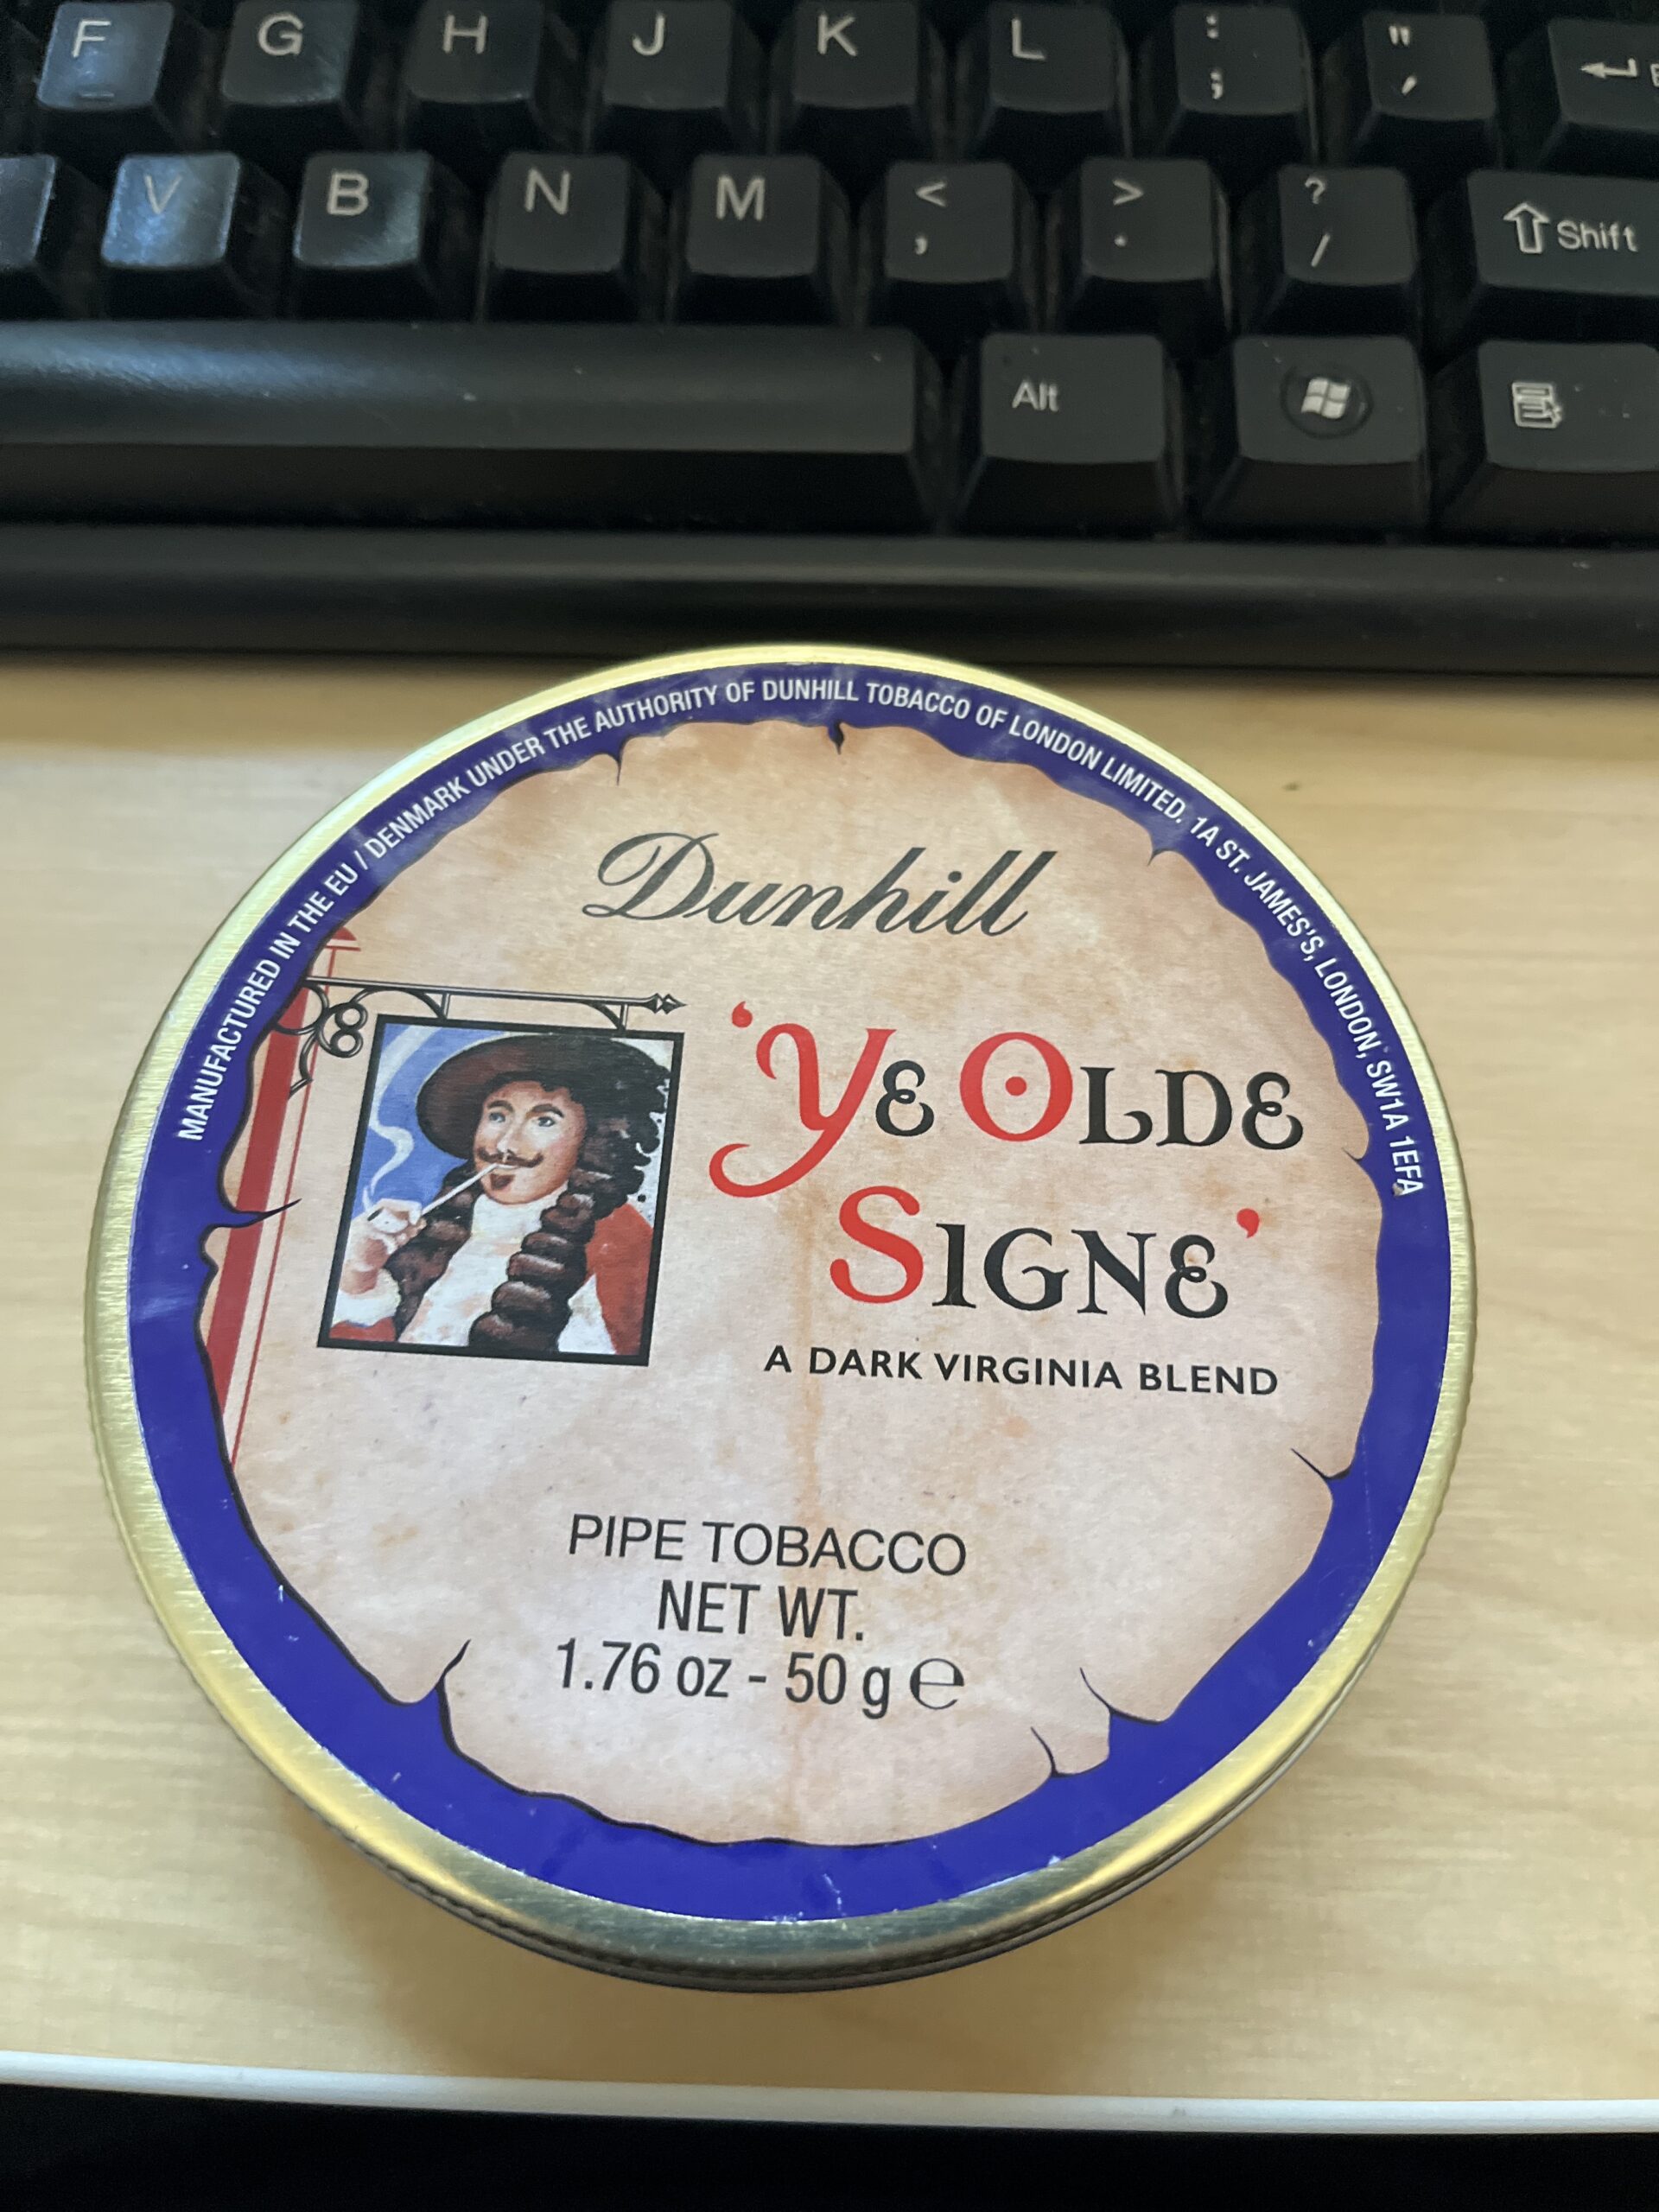 F G H J K L : ; " ' E
V B N M < , > . ? / Shift
Alt
MANUFACTURED IN THE EU / DENMARK UNDER THE AUTHORITY OF DUNHILL TOBACCO OF LONDON LIMITED. 1A ST. JAMES'S, LONDON, SW1A 1EFA
Dunhill
'YE OLDE
SIGNE'
A DARK VIRGINIA BLEND
PIPE TOBACCO
NET WT.
1.76 oz - 50 g e